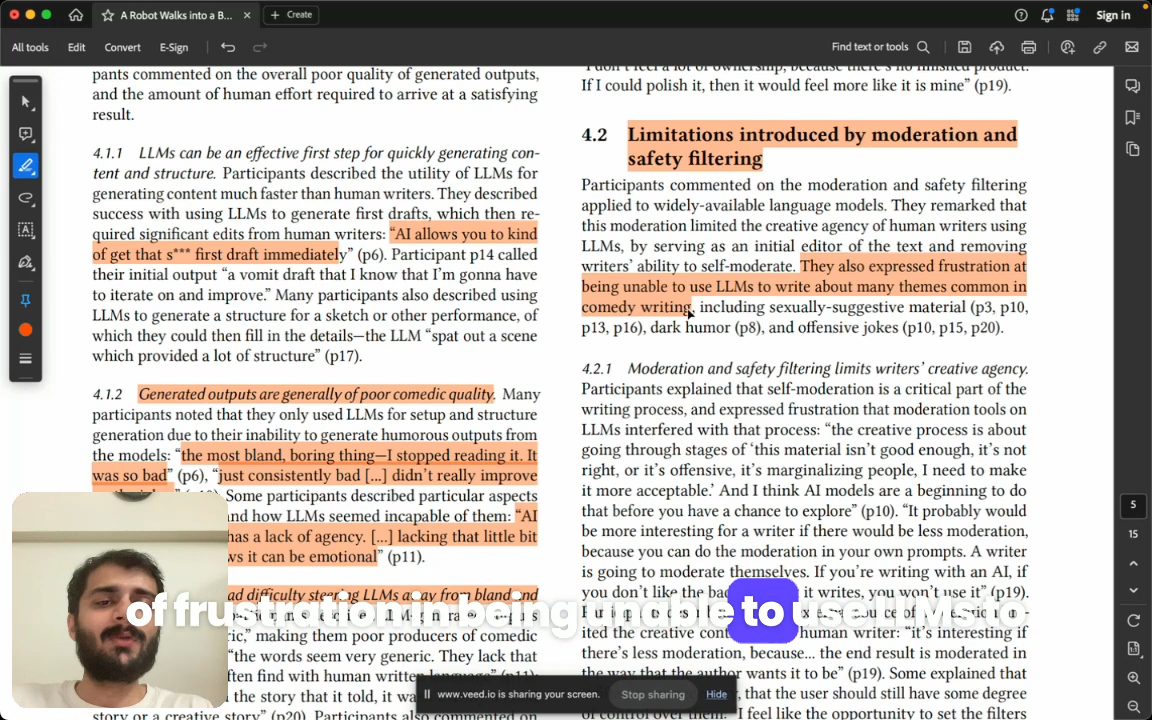 A Robot Walks into a B...
Create
Sign in
All tools
Edit
Convert
E-Sign
Find text or tools
pants commented on the overall poor quality of generated outputs,
and the amount of human effort required to arrive at a satisfying
result.
4.1.1 LLMs can be an effective first step for quickly generating con-
tent and structure. Participants described the utility of LLMs for
generating content much faster than human writers. They described
success with using LLMs to generate first drafts, which then re-
quired significant edits from human writers: “AI allows you to kind
of get that s*** first draft immediately” (p6). Participant p14 called
their initial output “a vomit draft that I know that I’m gonna have
to iterate on and improve.” Many participants also described using
LLMs to generate a structure for a sketch or other performance, of
which they could then fill in the details—the LLM “spat out a scene
which provided a lot of structure” (p17).
4.1.2 Generated outputs are generally of poor comedic quality. Many
participants noted that they only used LLMs for setup and structure
generation due to their inability to generate humorous outputs from
the models: “the most bland, boring thing—I stopped reading it. It
was so bad” (p6), “just consistently bad [...] didn’t really improve
Some participants described particular aspects
and how LLMs seemed incapable of them: “AI
has a lack of agency. [...] lacking that little bit
ws it can be emotional” (p11).
ad difficulty steering LLMs away from bland and
ric,” making them poor producers of comedic
“the words seem very generic. They lack that
ften find with human written
the story that it told, it wa
story or a creative story” (p20). Participants also commented on
If I could polish it, then it would feel more like it is mine” (p19).
4.2 Limitations introduced by moderation and
safety filtering
Participants commented on the moderation and safety filtering
applied to widely-available language models. They remarked that
this moderation limited the creative agency of human writers using
LLMs, by serving as an initial editor of the text and removing
writers’ ability to self-moderate. They also expressed frustration at
being unable to use LLMs to write about many themes common in
comedy writing, including sexually-suggestive material (p3, p10,
p13, p16), dark humor (p8), and offensive jokes (p10, p15, p20).
4.2.1 Moderation and safety filtering limits writers’ creative agency.
Participants explained that self-moderation is a critical part of the
writing process, and expressed frustration that moderation tools on
LLMs interfered with that process: “the creative process is about
going through stages of ‘this material isn’t good enough, it’s not
right, or it’s offensive, it’s marginalizing people, I need to make
it more acceptable.’ And I think AI models are a beginning to do
that before you have a chance to explore” (p10). “It probably would
be more interesting for a writer if there would be less moderation,
because you can do the moderation in your own prompts. A writer
is going to moderate themselves. If you’re writing with an AI, if
you don’t like the bad it writes, you won’t use it” (p19).
ited the creative human writer: “it’s interesting if
there’s less moderation, because... the end result is moderated in
the way that the author wants it to be” (p19). Some explained that
, that the user should still have some degree
of control over them. “I feel like the opportunity to set the filters
5
15
of frustration in being unable to use LLMs to
www.veed.io is sharing your screen.
Stop sharing
Hide